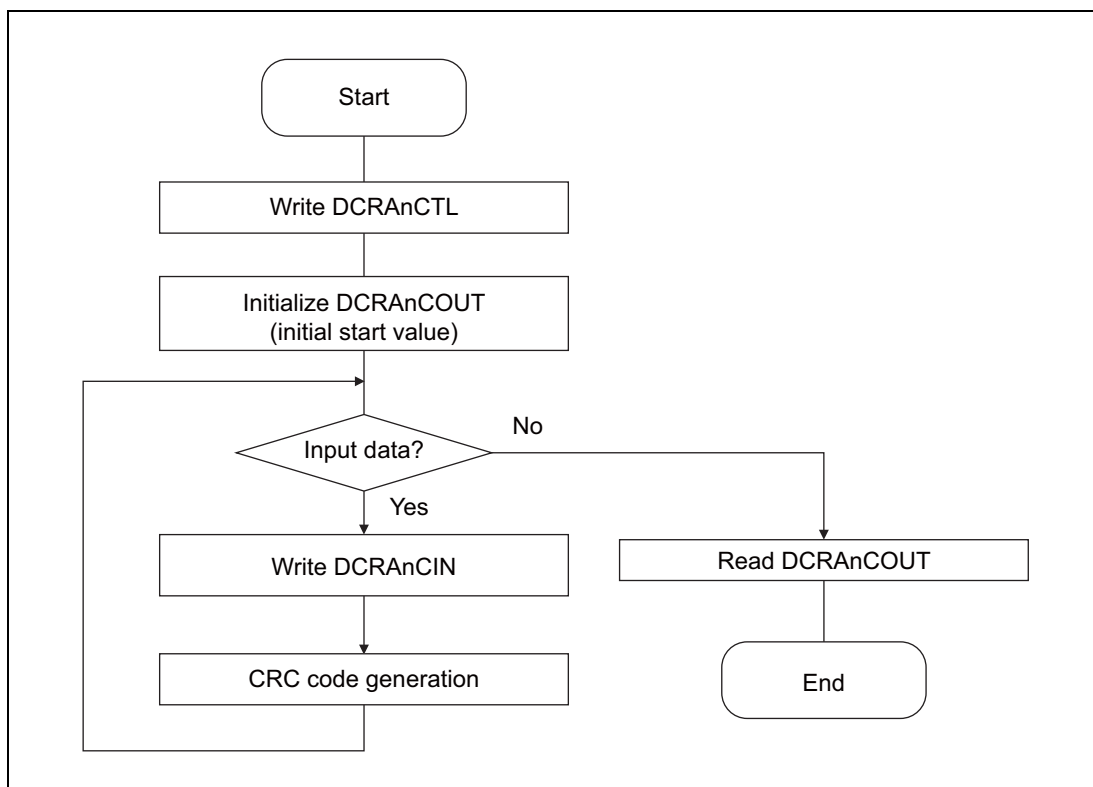 Start
Write DCRAnCTL
Initialize DCRAnCOUT
(initial start value)
Input data?
No
Yes
Write DCRAnCIN
Read DCRAnCOUT
CRC code generation
End